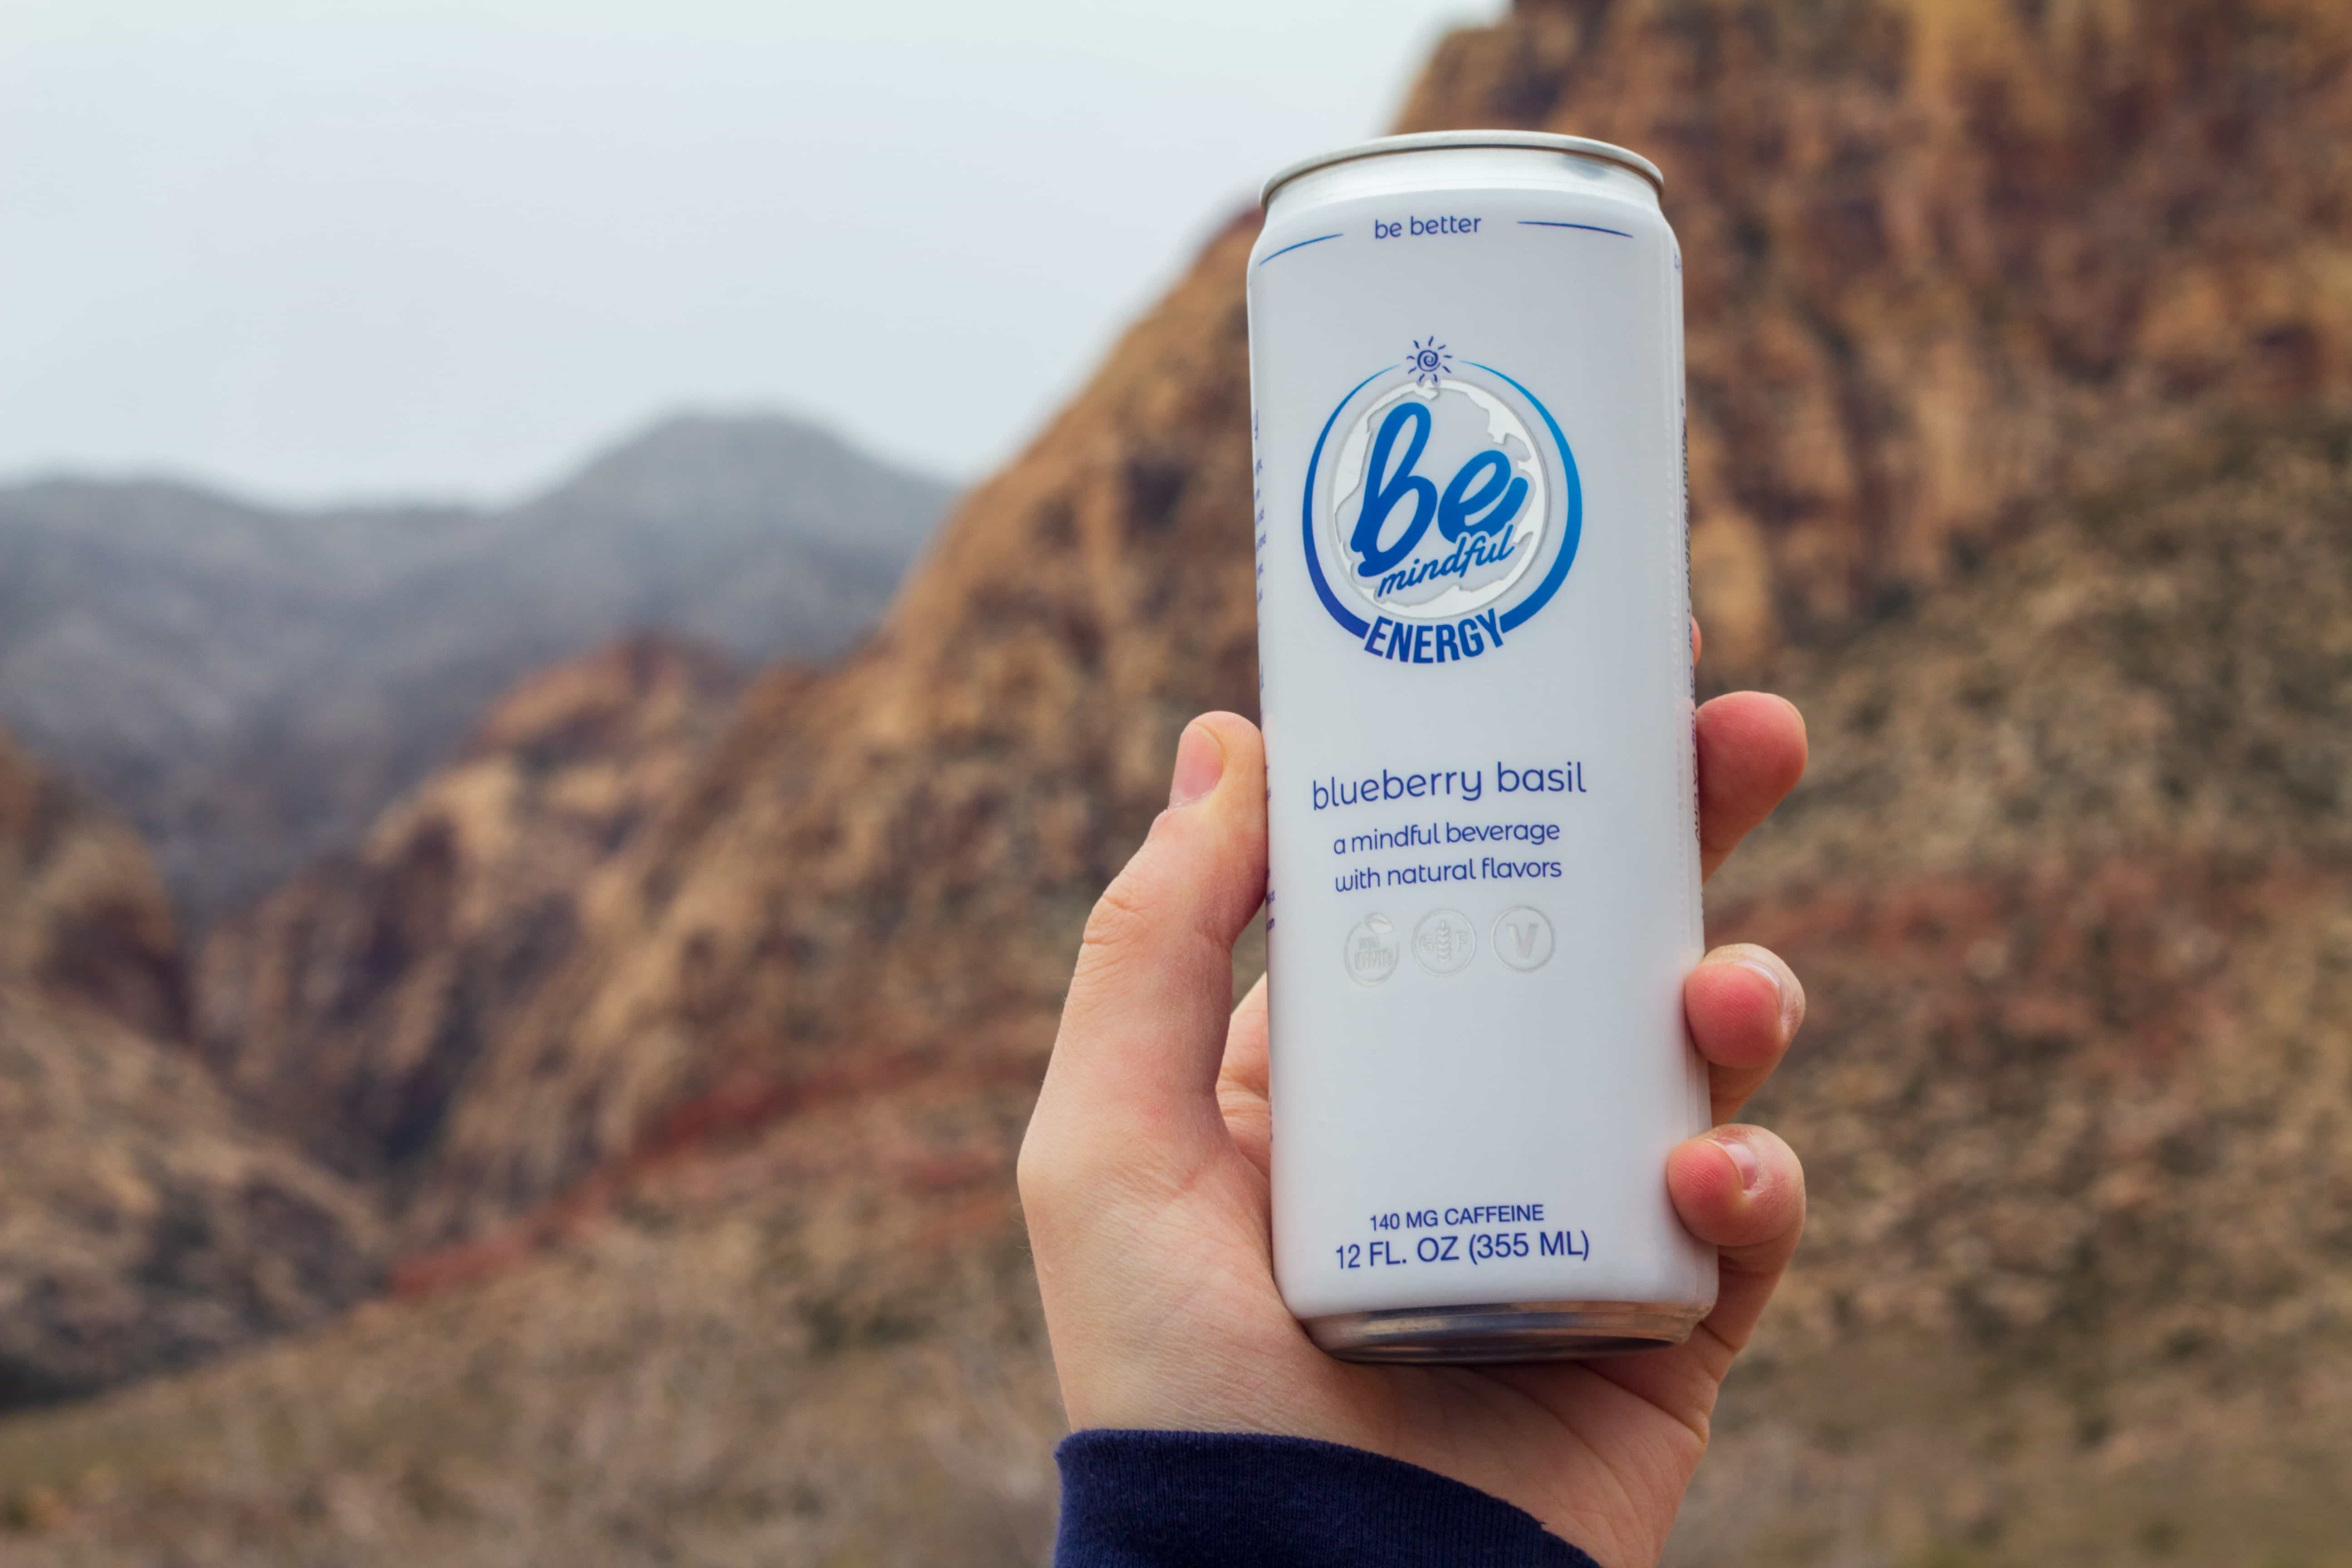 be better
be
mindful
ENERGY
blueberry basil
a mindful beverage
with natural flavors
G F
V
140 MG CAFFEINE
12 FL. OZ (355 ML)